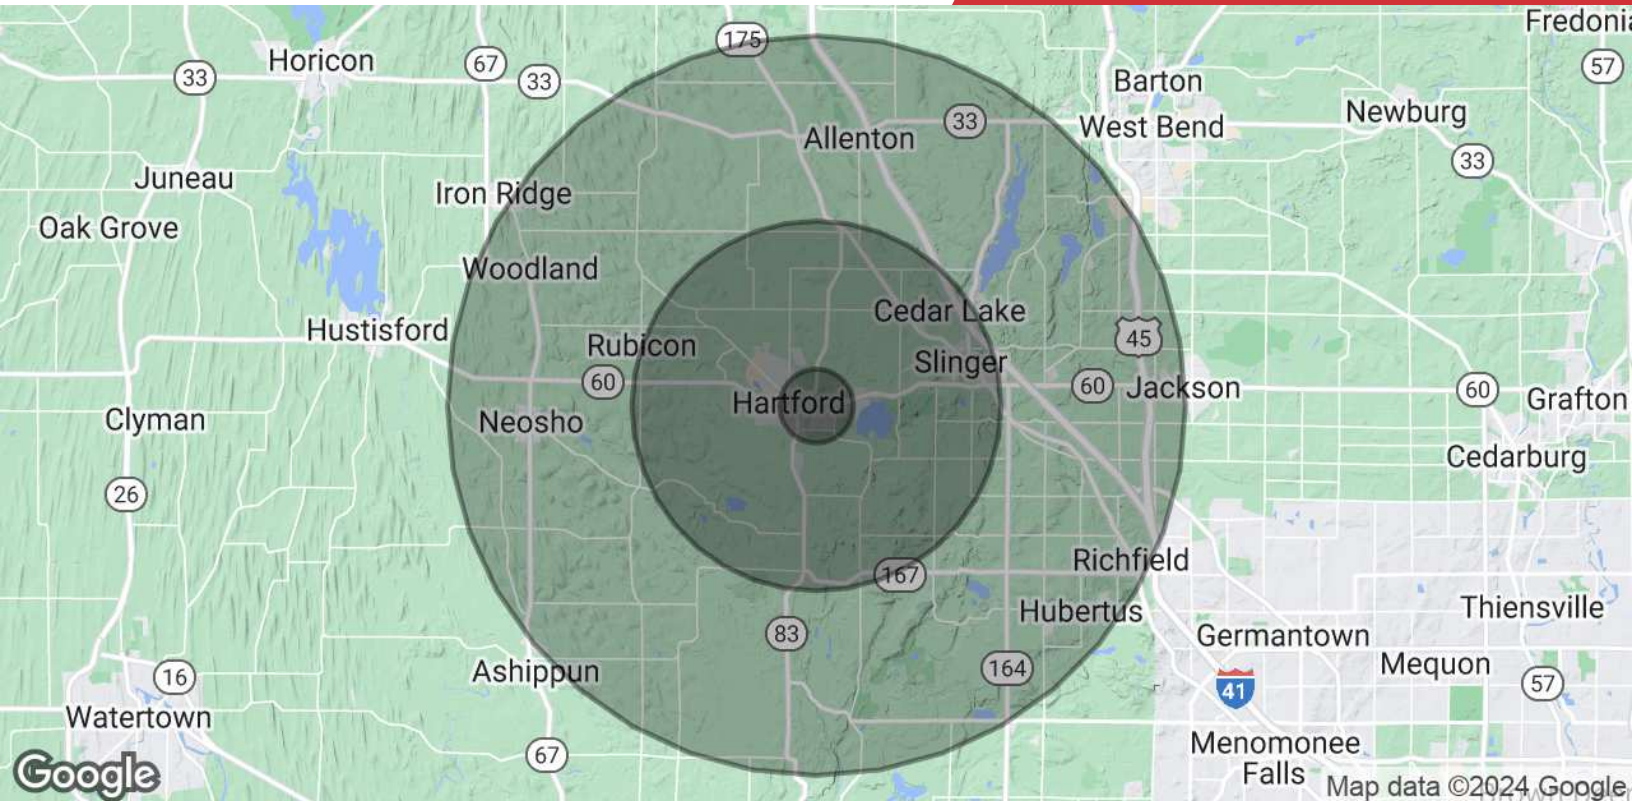 Fredonia
175
Horicon
67
33
33
57
Barton
Newburg
33
West Bend
Allenton
33
Juneau
Iron Ridge
Oak Grove
Woodland
Cedar Lake
Hustisford
Rubicon
45
Slinger
60
60
Jackson
60
Hartford
Grafton
Clyman
Neosho
Cedarburg
26
Richfield
167
Hubertus
Thiensville
83
Germantown
Ashippun
164
Mequon
16
41
57
Watertown
67
Menomonee
Falls
Google
Map data ©2024 Google